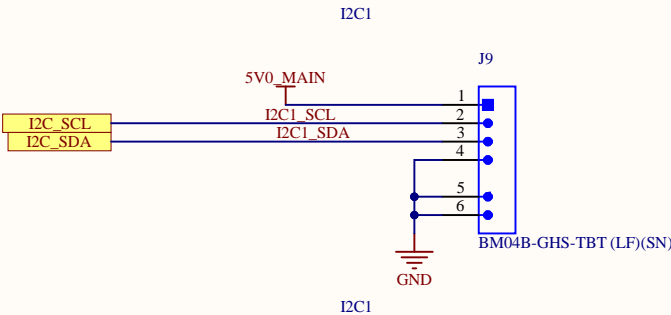 I2C1
J9
5V0_MAIN
1
I2C_SCL
I2C1_SCL
2
I2C_SDA
I2C1_SDA
3
4
5
6
BM04B-GHS-TBT (LF)(SN)
GND
I2C1